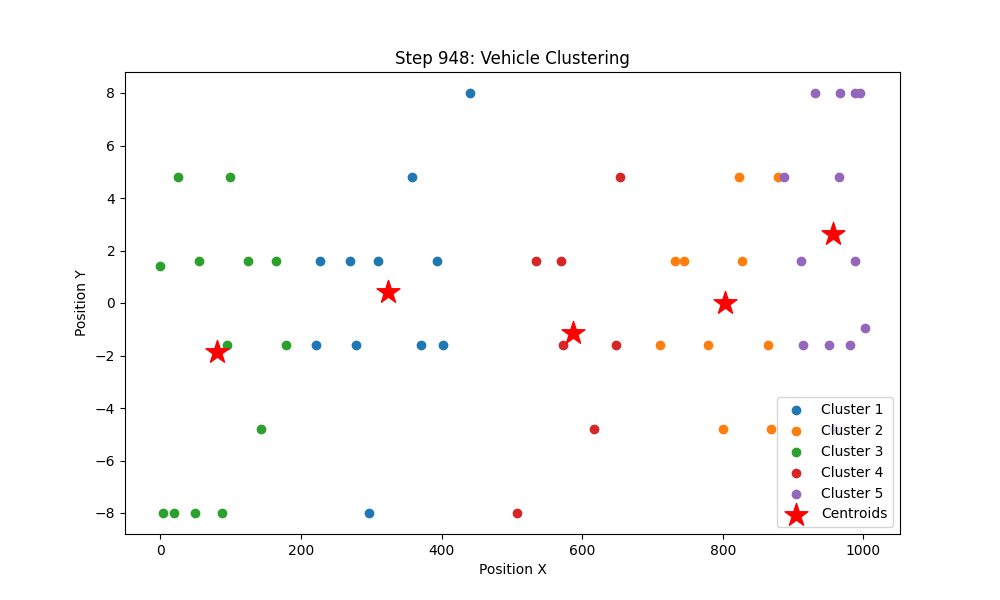 Step 948: Vehicle Clustering
Position Y
8
6
4
2
0
−2
−4
−6
−8
Cluster 1
Cluster 2
Cluster 3
Cluster 4
Cluster 5
Centroids
0 200 400 600 800 1000
Position X